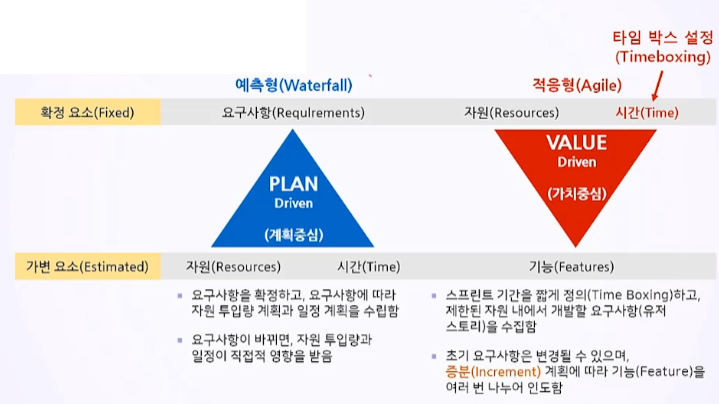 타임 박스 설정
(Timeboxing)
예측형(Waterfall)
적응형(Agile)
확정 요소(Fixed)
요구사항(Requlrements)
자원(Resources)
시간(Time)
PLAN
Driven
(계획중심)
VALUE
Driven
(가치중심)
가변 요소(Estimated)
자원(Resources)
시간(Time)
기능(Features)
▪ 요구사항을 확정하고, 요구사항에 따라
자원 투입량 계획과 일정 계획을 수립함
▪ 요구사항이 바뀌면, 자원 투입량과
일정이 직접적 영향을 받음
▪ 스프린트 기간을 짧게 정의(Time Boxing)하고,
제한된 자원 내에서 개발할 요구사항(유저
스토리)을 수집함
▪ 초기 요구사항은 변경될 수 있으며,
증분(Increment) 계획에 따라 기능(Feature)을
여러 번 나누어 인도함